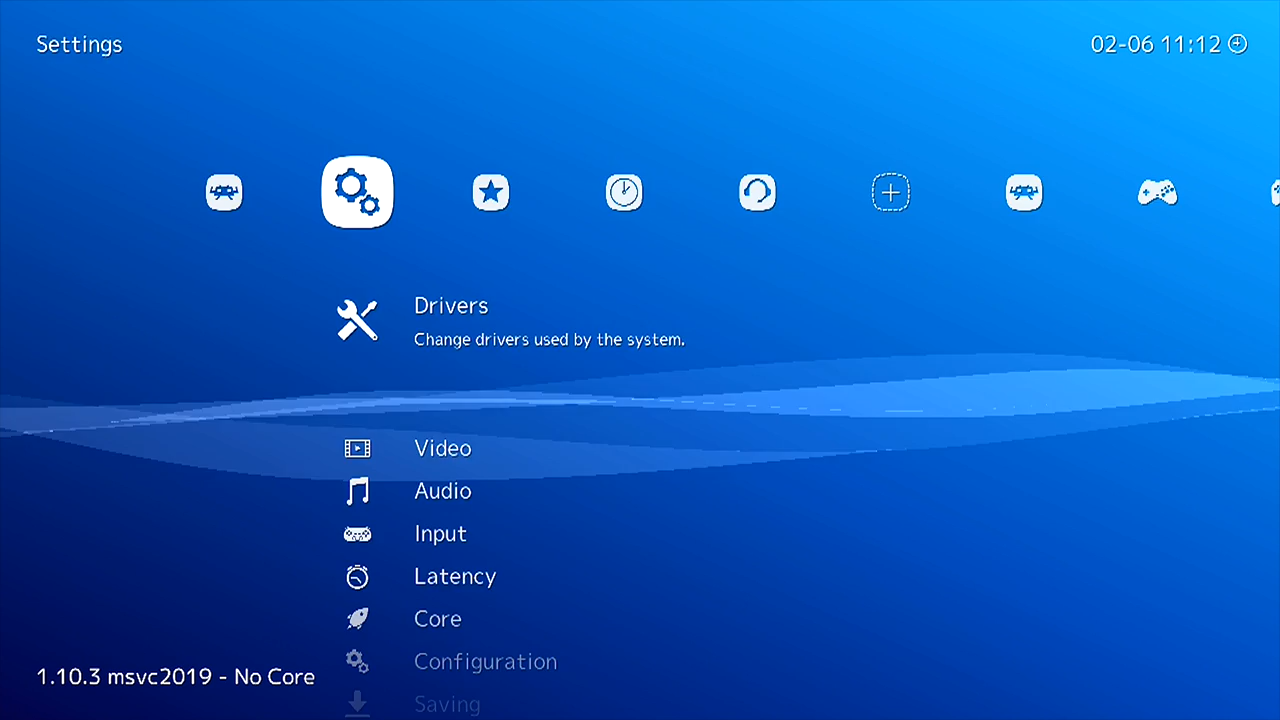 Settings
02-06 11:12
Drivers
Change drivers used by the system.
Video
Audio
Input
Latency
Core
Configuration
Saving
1.10.3 msvc2019 - No Core